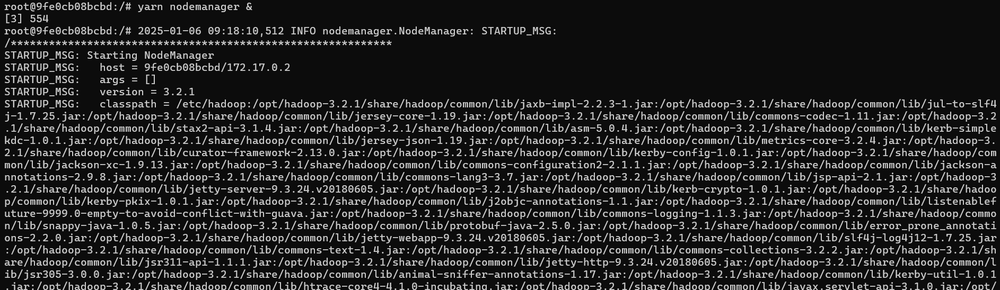 root@9fe0cb08bcbd:/# yarn nodemanager &
[3] 554
root@9fe0cb08bcbd:/# 2025-01-06 09:18:10,512 INFO nodemanager.NodeManager: STARTUP_MSG:
/************************************************************
STARTUP_MSG: Starting NodeManager
STARTUP_MSG:   host = 9fe0cb08bcbd/172.17.0.2
STARTUP_MSG:   args = []
STARTUP_MSG:   version = 3.2.1
STARTUP_MSG:   classpath = /etc/hadoop:/opt/hadoop-3.2.1/share/hadoop/common/lib/jaxb-impl-2.2.3-1.jar:/opt/hadoop-3.2.1/share/hadoop/common/lib/jul-to-slf4
j-1.7.25.jar:/opt/hadoop-3.2.1/share/hadoop/common/lib/jersey-core-1.19.jar:/opt/hadoop-3.2.1/share/hadoop/common/lib/commons-codec-1.11.jar:/opt/hadoop-3.2
.1/share/hadoop/common/lib/stax2-api-3.1.4.jar:/opt/hadoop-3.2.1/share/hadoop/common/lib/asm-5.0.4.jar:/opt/hadoop-3.2.1/share/hadoop/common/lib/kerb-simple
kdc-1.0.1.jar:/opt/hadoop-3.2.1/share/hadoop/common/lib/jersey-json-1.19.jar:/opt/hadoop-3.2.1/share/hadoop/common/lib/metrics-core-3.2.4.jar:/opt/hadoop-3.
2.1/share/hadoop/common/lib/curator-framework-2.13.0.jar:/opt/hadoop-3.2.1/share/hadoop/common/lib/kerby-config-1.0.1.jar:/opt/hadoop-3.2.1/share/hadoop/com
mon/lib/jackson-xc-1.9.13.jar:/opt/hadoop-3.2.1/share/hadoop/common/lib/commons-configuration2-2.1.1.jar:/opt/hadoop-3.2.1/share/hadoop/common/lib/jackson-a
nnotations-2.9.8.jar:/opt/hadoop-3.2.1/share/hadoop/common/lib/commons-lang3-3.7.jar:/opt/hadoop-3.2.1/share/hadoop/common/lib/jsp-api-2.1.jar:/opt/hadoop-3
.2.1/share/hadoop/common/lib/jetty-server-9.3.24.v20180605.jar:/opt/hadoop-3.2.1/share/hadoop/common/lib/kerb-crypto-1.0.1.jar:/opt/hadoop-3.2.1/share/hadoo
p/common/lib/kerby-pkix-1.0.1.jar:/opt/hadoop-3.2.1/share/hadoop/common/lib/j2objc-annotations-1.1.jar:/opt/hadoop-3.2.1/share/hadoop/common/lib/listenablef
uture-9999.0-empty-to-avoid-conflict-with-guava.jar:/opt/hadoop-3.2.1/share/hadoop/common/lib/commons-logging-1.1.3.jar:/opt/hadoop-3.2.1/share/hadoop/commo
n/lib/snappy-java-1.0.5.jar:/opt/hadoop-3.2.1/share/hadoop/common/lib/protobuf-java-2.5.0.jar:/opt/hadoop-3.2.1/share/hadoop/common/lib/error_prone_annotati
ons-2.2.0.jar:/opt/hadoop-3.2.1/share/hadoop/common/lib/jetty-webapp-9.3.24.v20180605.jar:/opt/hadoop-3.2.1/share/hadoop/common/lib/slf4j-log4j12-1.7.25.jar
:/opt/hadoop-3.2.1/share/hadoop/common/lib/commons-text-1.4.jar:/opt/hadoop-3.2.1/share/hadoop/common/lib/commons-collections-3.2.2.jar:/opt/hadoop-3.2.1/sh
are/hadoop/common/lib/jsr311-api-1.1.1.jar:/opt/hadoop-3.2.1/share/hadoop/common/lib/jetty-http-9.3.24.v20180605.jar:/opt/hadoop-3.2.1/share/hadoop/common/l
ib/jsr305-3.0.0.jar:/opt/hadoop-3.2.1/share/hadoop/common/lib/animal-sniffer-annotations-1.17.jar:/opt/hadoop-3.2.1/share/hadoop/common/lib/kerby-util-1.0.1
.jar:/opt/hadoop-3.2.1/share/hadoop/common/lib/htrace-core4-4.1.0-incubating.jar:/opt/hadoop-3.2.1/share/hadoop/common/lib/javax.servlet-api-3.1.0.jar:/opt/